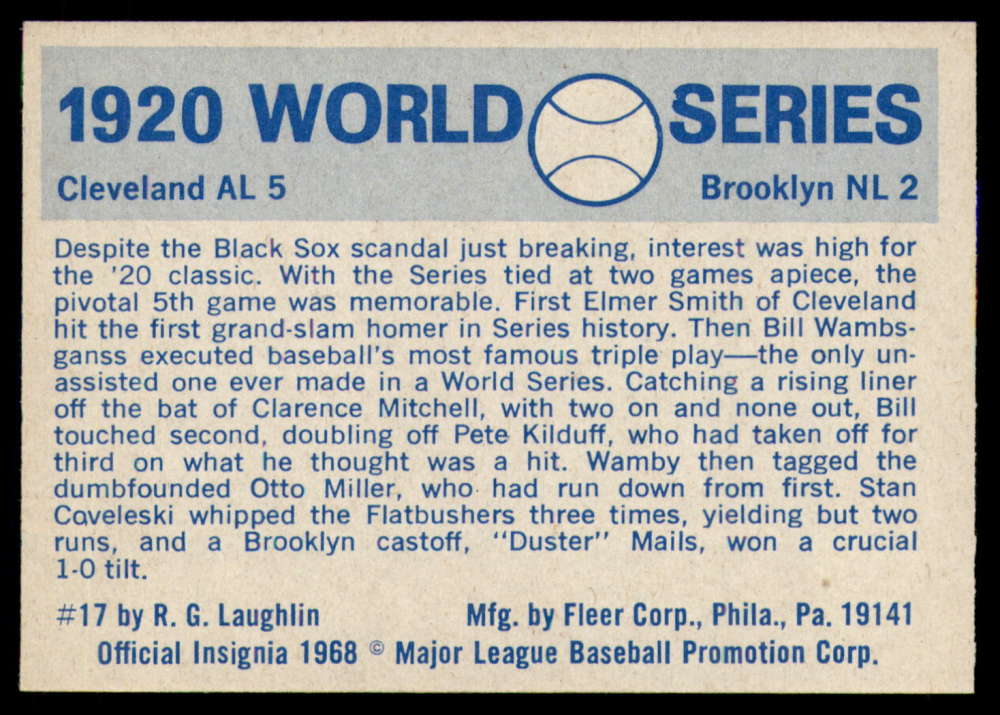 1920 WORLD SERIES
Cleveland AL 5 Brooklyn NL 2
Despite the Black Sox scandal just breaking, interest was high for
the '20 classic. With the Series tied at two games apiece, the
pivotal 5th game was memorable. First Elmer Smith of Cleveland
hit the first grand-slam homer in Series history. Then Bill Wambs-
ganss executed baseball's most famous triple play—the only un-
assisted one ever made in a World Series. Catching a rising liner
off the bat of Clarence Mitchell, with two on and none out, Bill
touched second, doubling off Pete Kilduff, who had taken off for
third on what he thought was a hit. Wamby then tagged the
dumbfounded Otto Miller, who had run down from first. Stan
Coveleski whipped the Flatbushers three times, yielding but two
runs, and a Brooklyn castoff, "Duster" Mails, won a crucial
1-0 tilt.
#17 by R. G. Laughlin Mfg. by Fleer Corp., Phila., Pa. 19141
Official Insignia 1968 © Major League Baseball Promotion Corp.